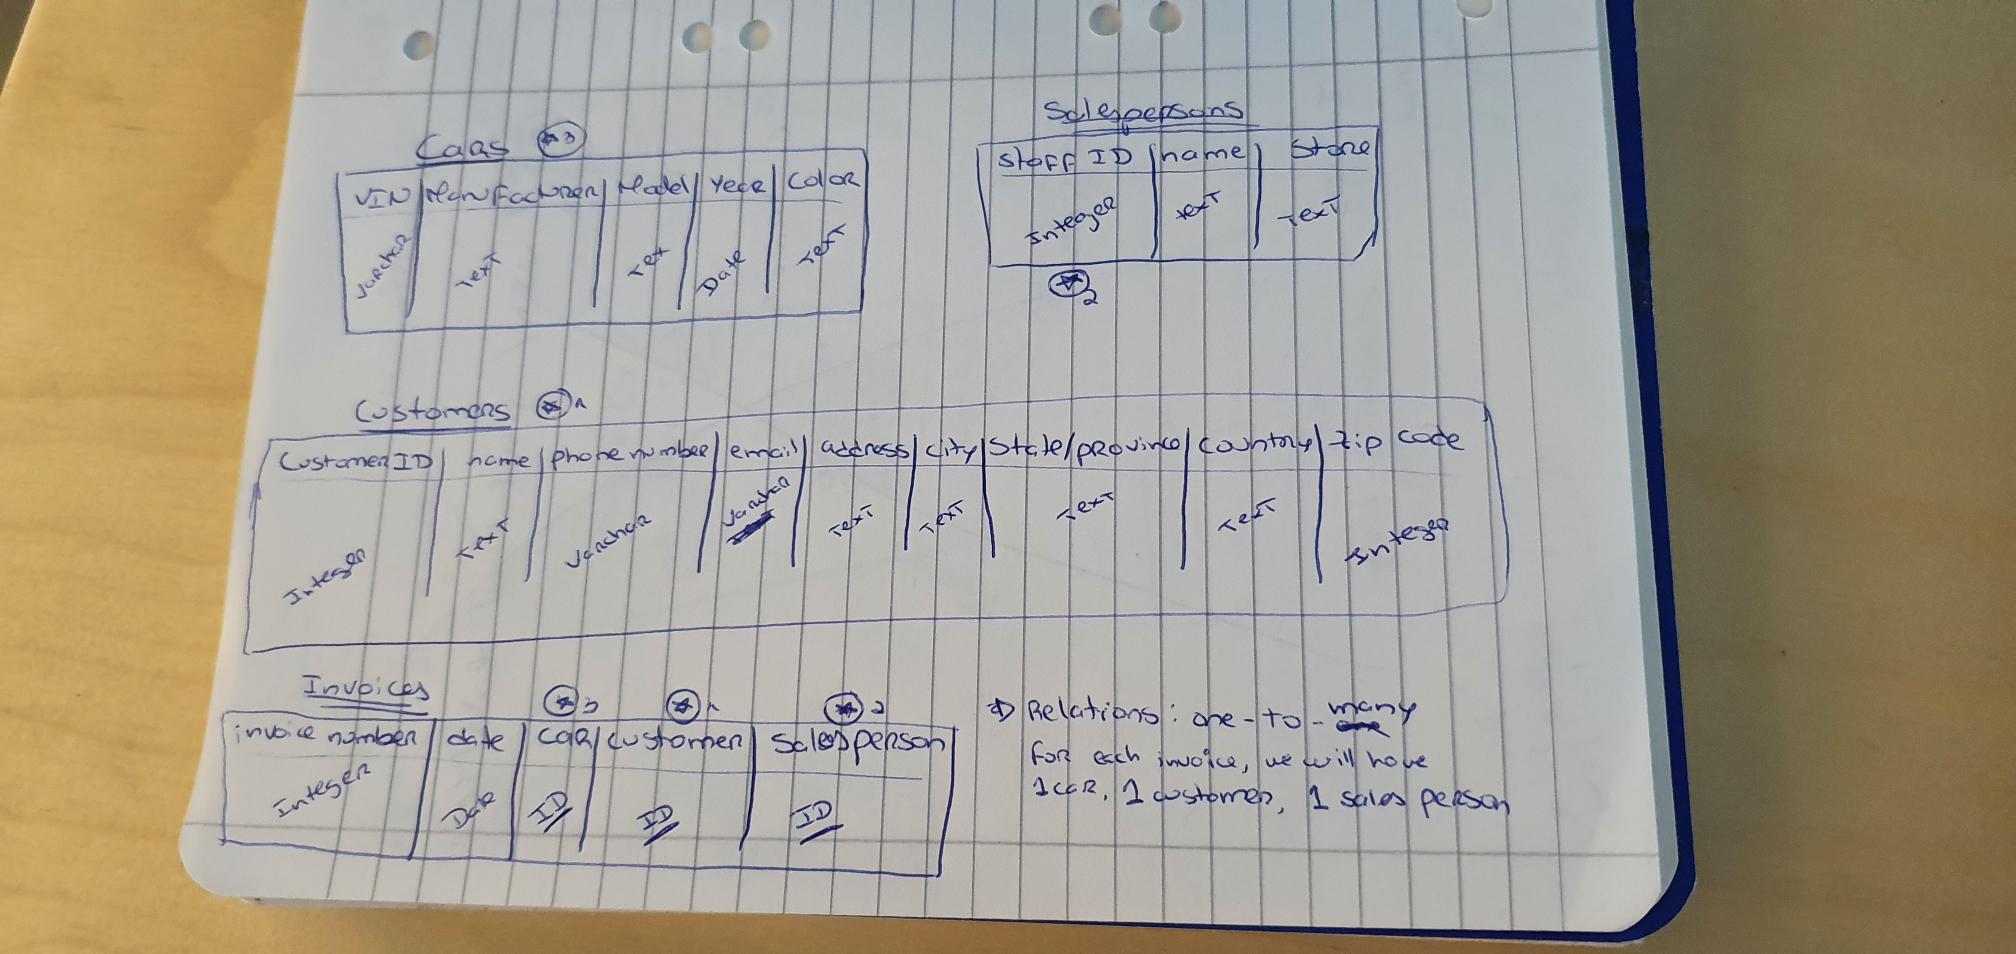 Cars ★3
VIN Manufacturer Model Year Color
Varchar Text Text Date Text
Salespersons
Staff ID name Store
Integer text Text
★2
Customers ★1
CustomerID name phone number email address city State/province country zip code
Integer Text Varchar Varchar Text Text Text Text Integer
Invoices ★3 ★1 ★2
invoice number date car customer Salesperson
Integer Date ID ID ID
Relations: one-to-many
For each invoice, we will have
1 car, 1 customer, 1 sales person